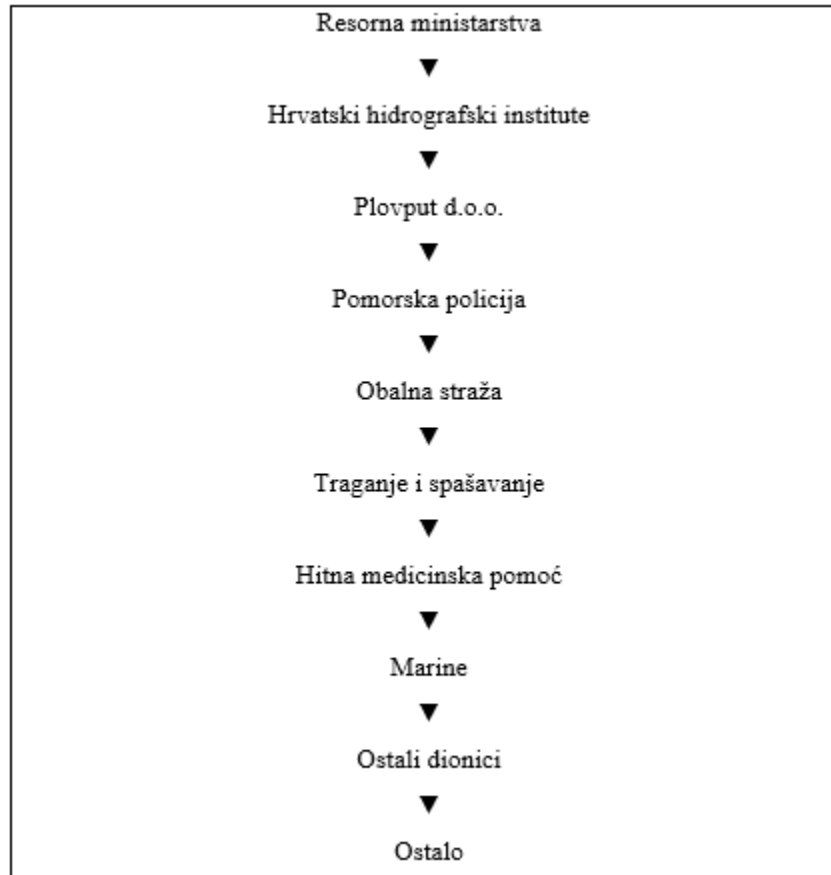 Resorna ministarstva
▼
Hrvatski hidrografski institute
▼
Plovput d.o.o.
▼
Pomorska policija
▼
Obalna straža
▼
Traganje i spašavanje
▼
Hitna medicinska pomoć
▼
Marine
▼
Ostali dionici
▼
Ostalo